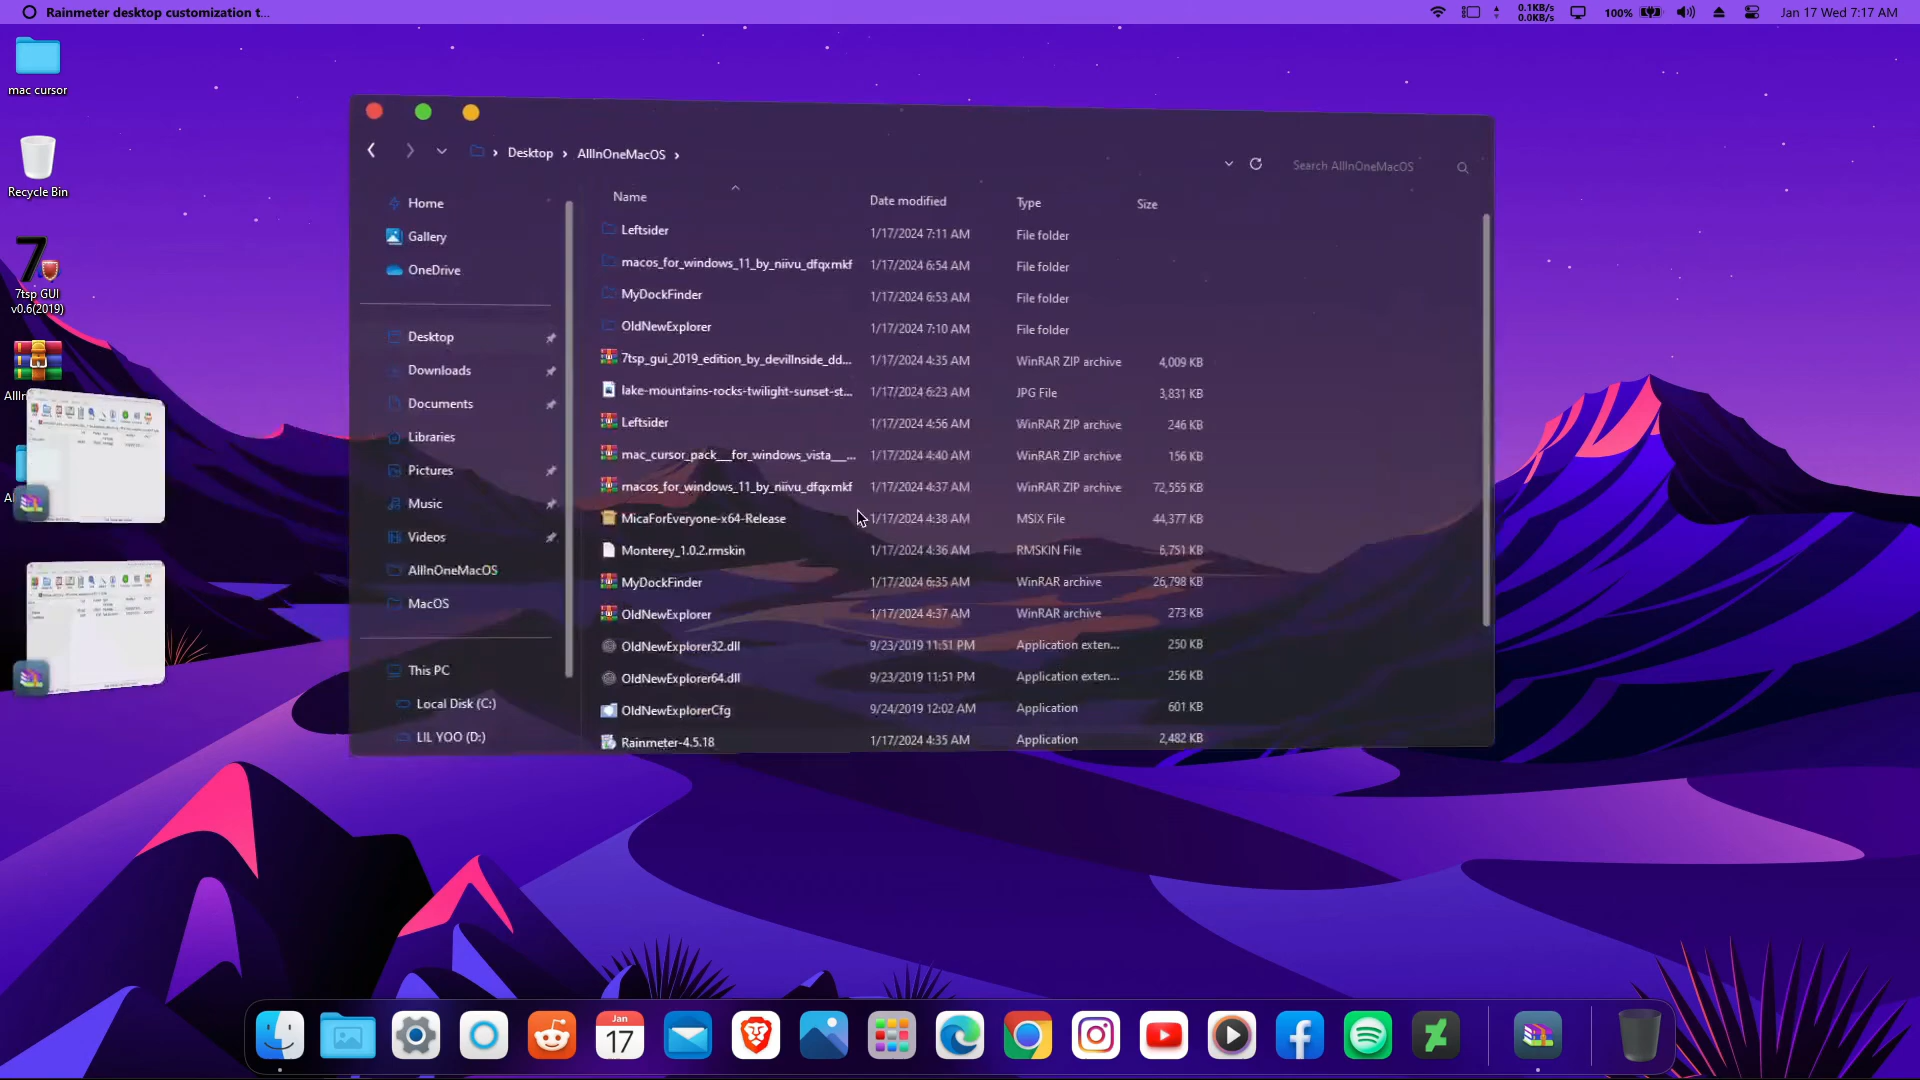 Rainmeter desktop customization t...
0.1KB/s
0.0KB/s
100%
Jan 17 Wed 7:17 AM
mac cursor
Recycle Bin
7tsp GUI
v0.6(2019)
Desktop AllInOneMacOS
Search AllInOneMacOS
Home
Gallery
OneDrive
Desktop
Downloads
Documents
Libraries
Pictures
Music
Videos
AllInOneMacOS
MacOS
This PC
Local Disk (C:)
LIL YOO (D:)
Name Date modified Type Size
Leftsider 1/17/2024 7:11 AM File folder
macos_for_windows_11_by_niivu_dfqxmkf 1/17/2024 6:54 AM File folder
MyDockFinder 1/17/2024 6:53 AM File folder
OldNewExplorer 1/17/2024 7:10 AM File folder
7tsp_gui_2019_edition_by_devillnside_dd... 1/17/2024 4:35 AM WinRAR ZIP archive 4,009 KB
lake-mountains-rocks-twilight-sunset-st... 1/17/2024 6:23 AM JPG File 3,831 KB
Leftsider 1/17/2024 4:56 AM WinRAR ZIP archive 246 KB
mac_cursor_pack__for_windows_vista___... 1/17/2024 4:40 AM WinRAR ZIP archive 156 KB
macos_for_windows_11_by_niivu_dfqxmkf 1/17/2024 4:37 AM WinRAR ZIP archive 72,555 KB
MicaForEveryone-x64-Release 1/17/2024 4:38 AM MSIX File 44,377 KB
Monterey_1.0.2.rmskin 1/17/2024 4:36 AM RMSKIN File 6,751 KB
MyDockFinder 1/17/2024 6:35 AM WinRAR archive 26,798 KB
OldNewExplorer 1/17/2024 4:37 AM WinRAR archive 273 KB
OldNewExplorer32.dll 9/23/2019 11:51 PM Application exten... 250 KB
OldNewExplorer64.dll 9/23/2019 11:51 PM Application exten... 256 KB
OldNewExplorerCfg 9/24/2019 12:02 AM Application 601 KB
Rainmeter-4.5.18 1/17/2024 4:35 AM Application 2,482 KB
Jan
17